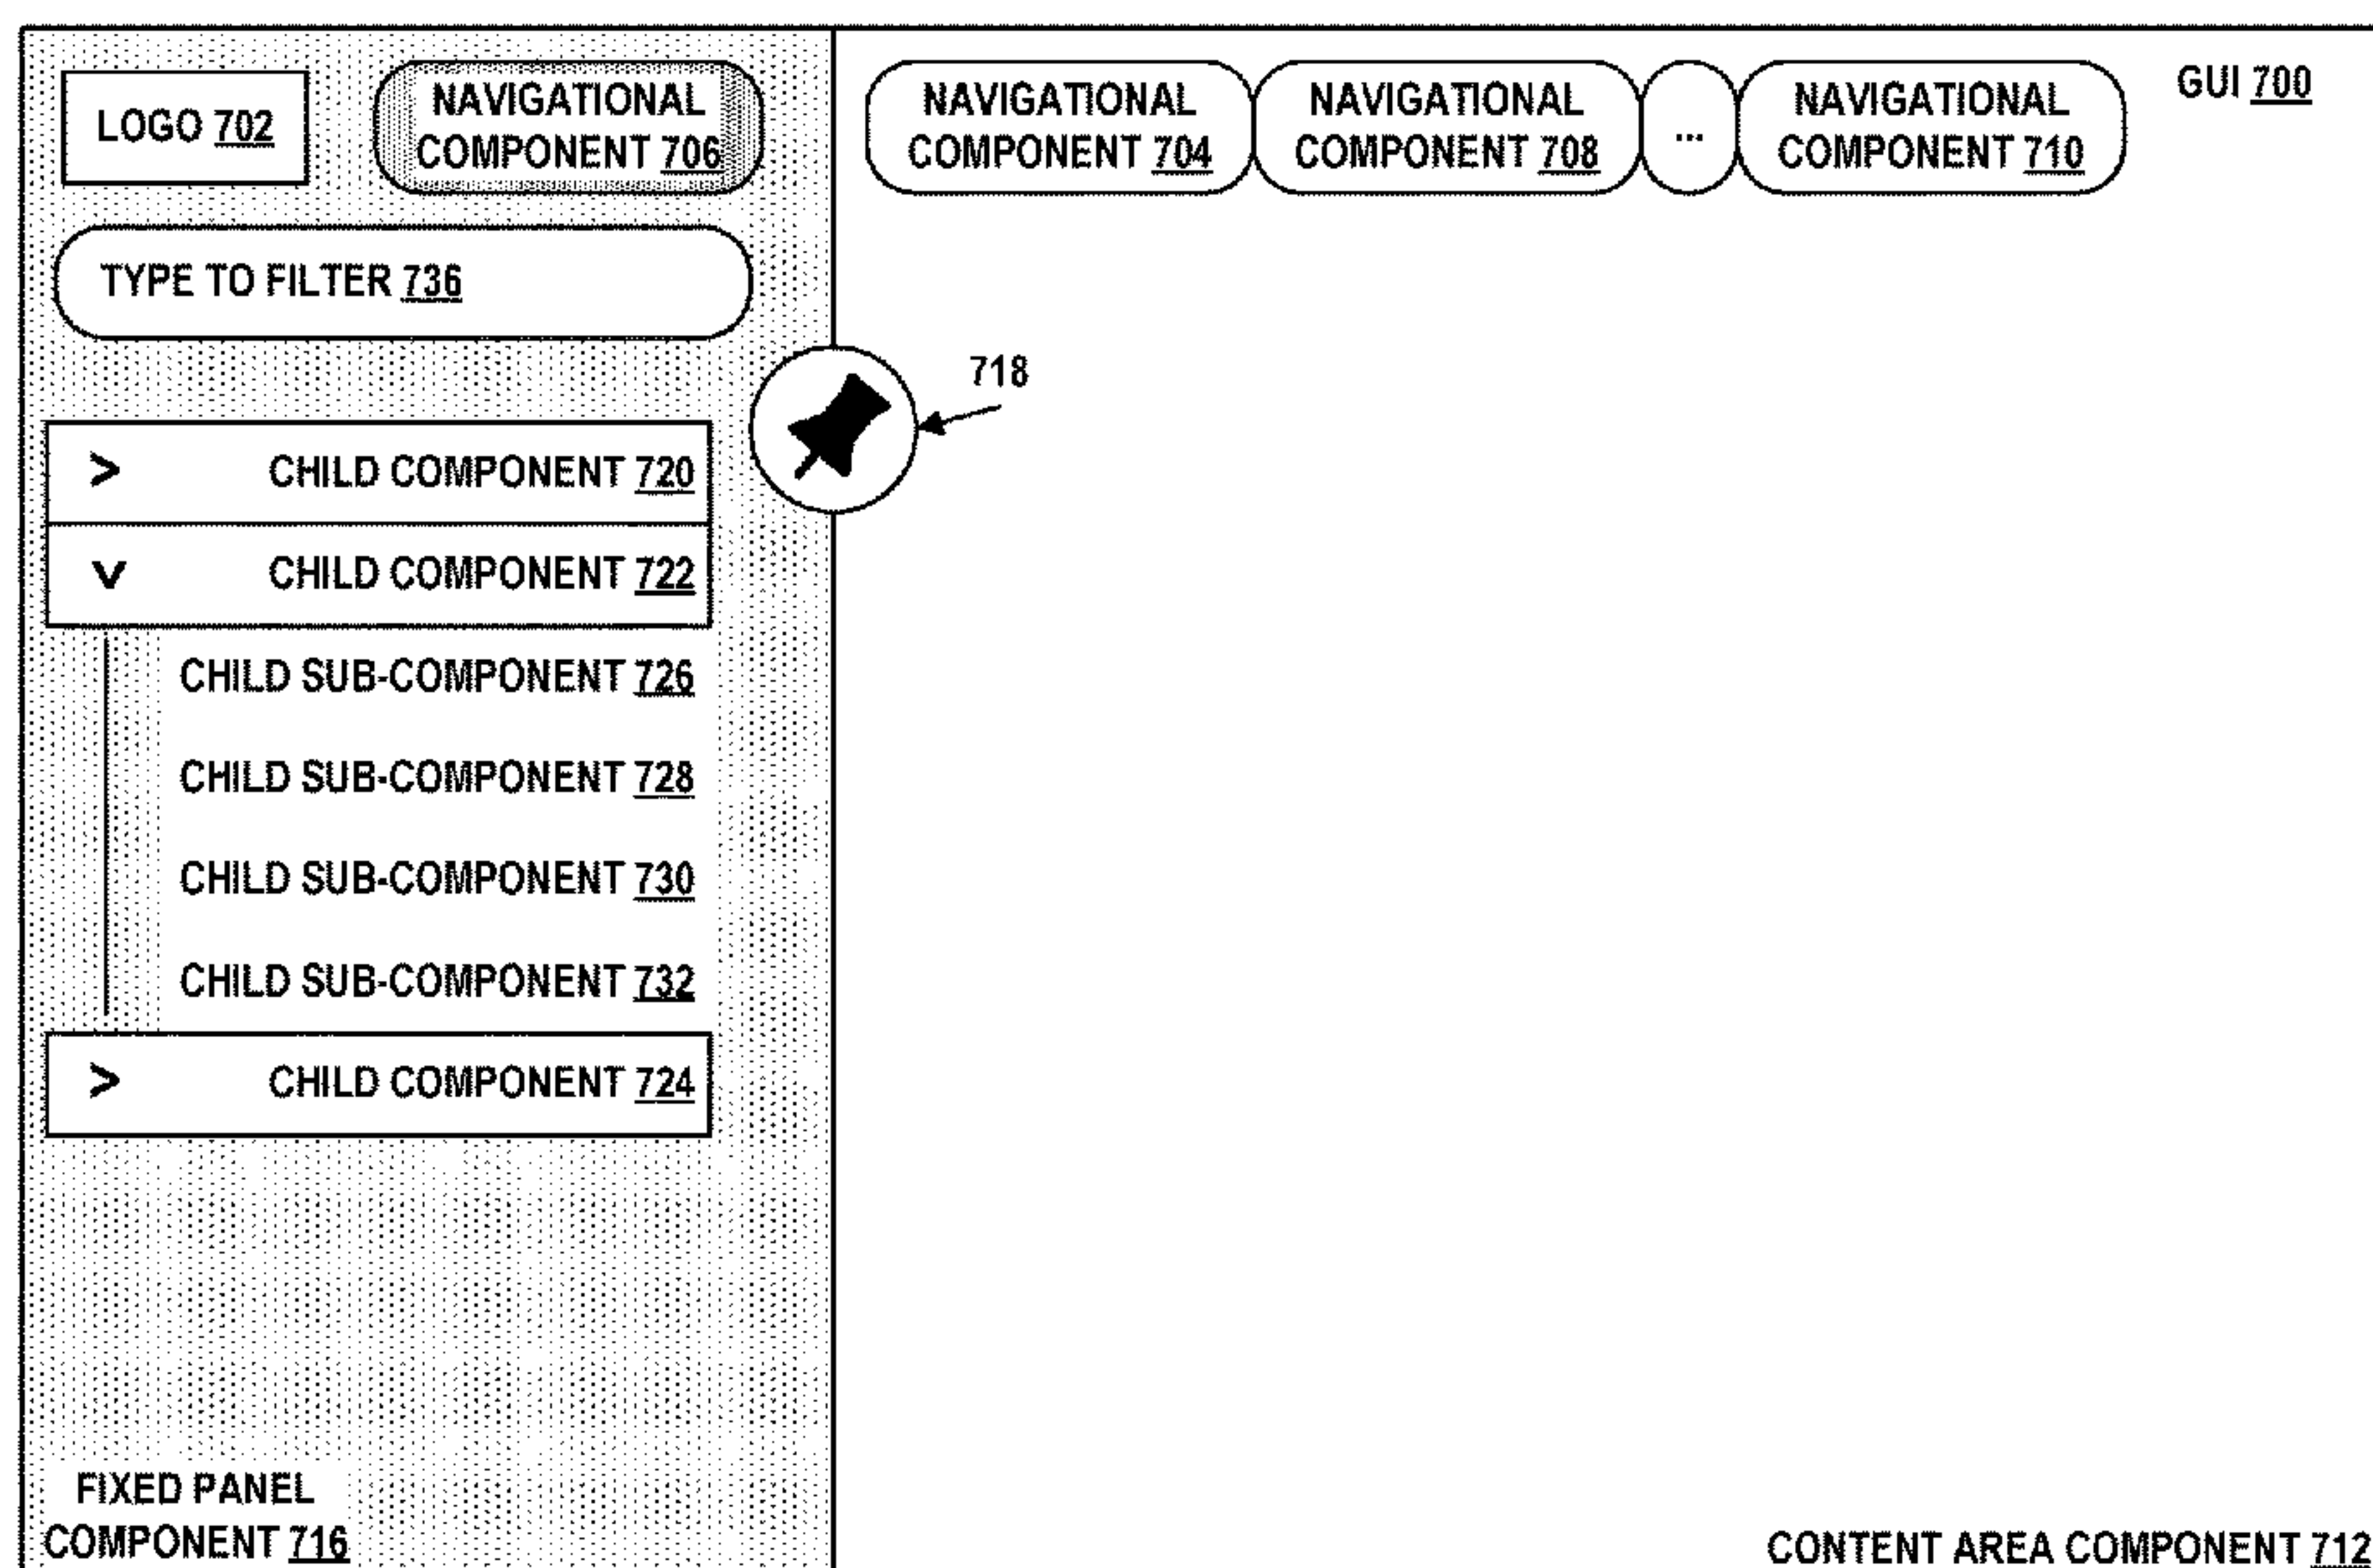 LOGO 702
NAVIGATIONAL
COMPONENT 706
NAVIGATIONAL
COMPONENT 704
NAVIGATIONAL
COMPONENT 708
...
NAVIGATIONAL
COMPONENT 710
GUI 700
TYPE TO FILTER 736
718
> CHILD COMPONENT 720
v CHILD COMPONENT 722
CHILD SUB-COMPONENT 726
CHILD SUB-COMPONENT 728
CHILD SUB-COMPONENT 730
CHILD SUB-COMPONENT 732
> CHILD COMPONENT 724
FIXED PANEL
COMPONENT 716
CONTENT AREA COMPONENT 712